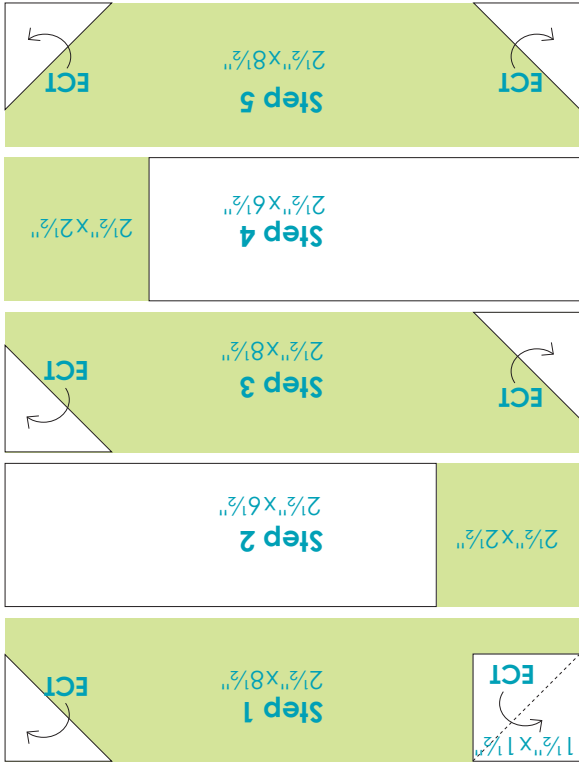 1½"x1½"
ECT
Step 1
2½"x8½"
ECT
2½"x2½"
Step 2
2½"x6½"
ECT
Step 3
2½"x8½"
ECT
Step 4
2½"x6½"
2½"x2½"
ECT
Step 5
2½"x8½"
ECT